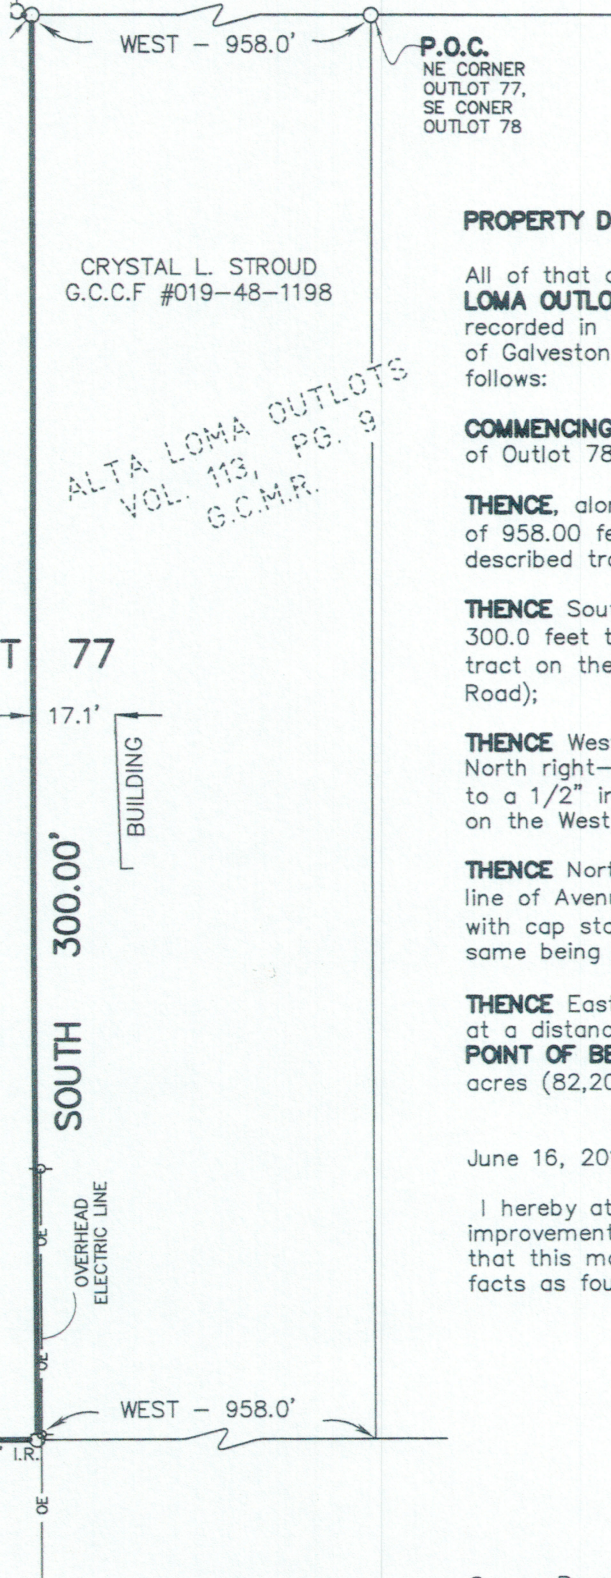 WEST – 958.0'
P.O.C.
NE CORNER
OUTLOT 77,
SE CONER
OUTLOT 78
CRYSTAL L. STROUD
G.C.C.F #019–48–1198
ALTA LOMA OUTLOTS
VOL. 113, PG. 9
G.C.M.R.
T 77
17.1'
BUILDING
SOUTH 300.00'
OVERHEAD
ELECTRIC LINE
OE
OE
WEST – 958.0'
I.R.
OE
PROPERTY D
All of that c
LOMA OUTLO
recorded in
of Galveston
follows:
COMMENCING
of Outlot 78
THENCE, alon
of 958.00 fe
described tra
THENCE Sou
300.0 feet t
tract on the
Road);
THENCE West
North right–
to a 1/2" ir
on the West
THENCE Nort
line of Avenu
with cap sta
same being
THENCE East
at a distanc
POINT OF BE
acres (82,20
June 16, 20
I hereby at
improvement
that this ma
facts as fou